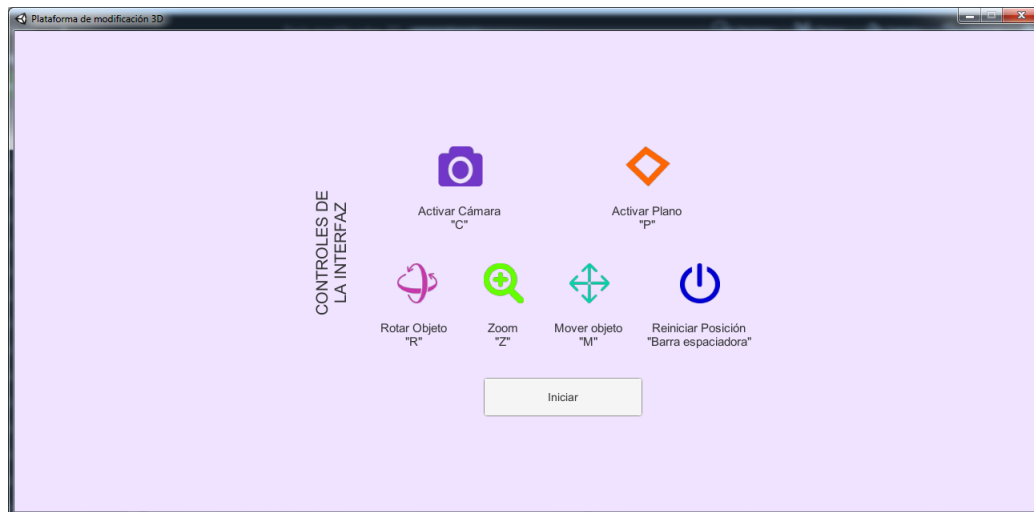 Plataforma de modificación 3D
CONTROLES DE
LA INTERFAZ
Activar Cámara
"C"
Activar Plano
"P"
Rotar Objeto
"R"
Zoom
"Z"
Mover objeto
"M"
Reiniciar Posición
"Barra espaciadora"
Iniciar